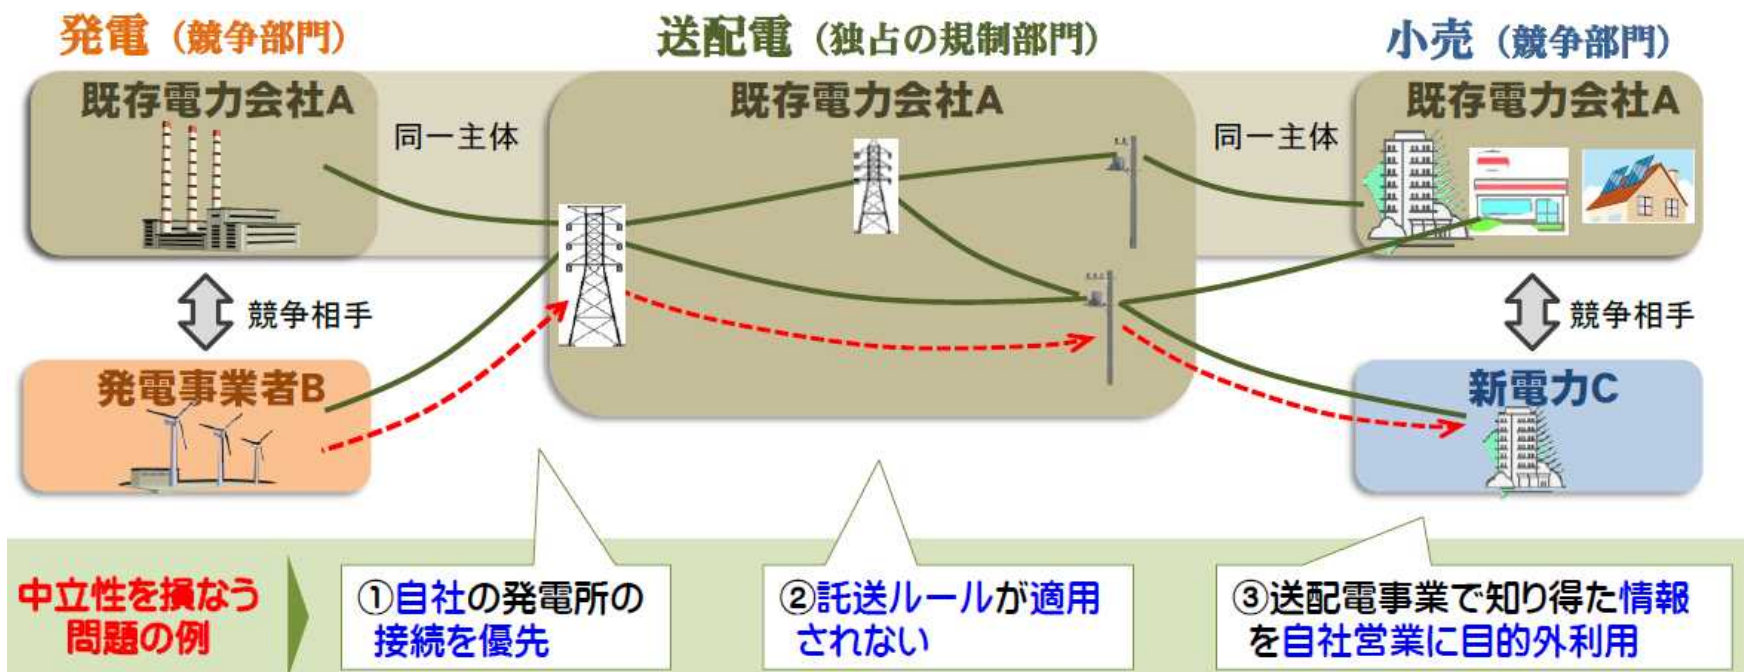 発電（競争部門）
送配電（独占の規制部門）
小売（競争部門）
既存電力会社A
同一主体
既存電力会社A
同一主体
既存電力会社A
競争相手
競争相手
発電事業者B
新電力C
中立性を損なう
問題の例
①自社の発電所の
接続を優先
②託送ルールが適用
されない
③送配電事業で知り得た情報
を自社営業に目的外利用